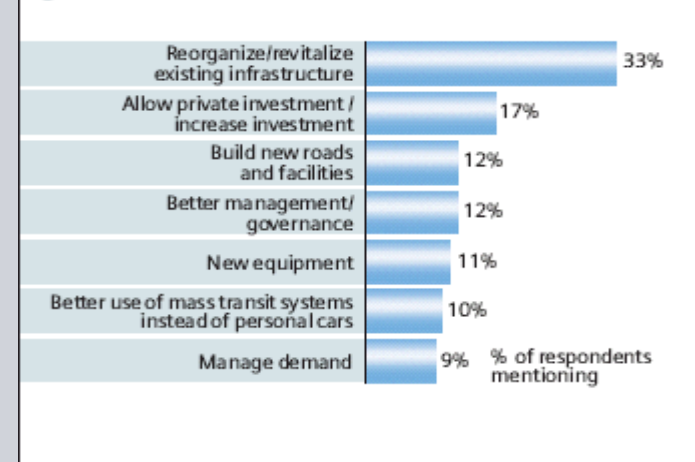 Reorganize/revitalize
existing infrastructure
33%
Allow private investment /
increase investment
17%
Build new roads
and facilities
12%
Better management/
governance
12%
New equipment
11%
Better use of mass transit systems
instead of personal cars
10%
Manage demand
9%
% of respondents
mentioning